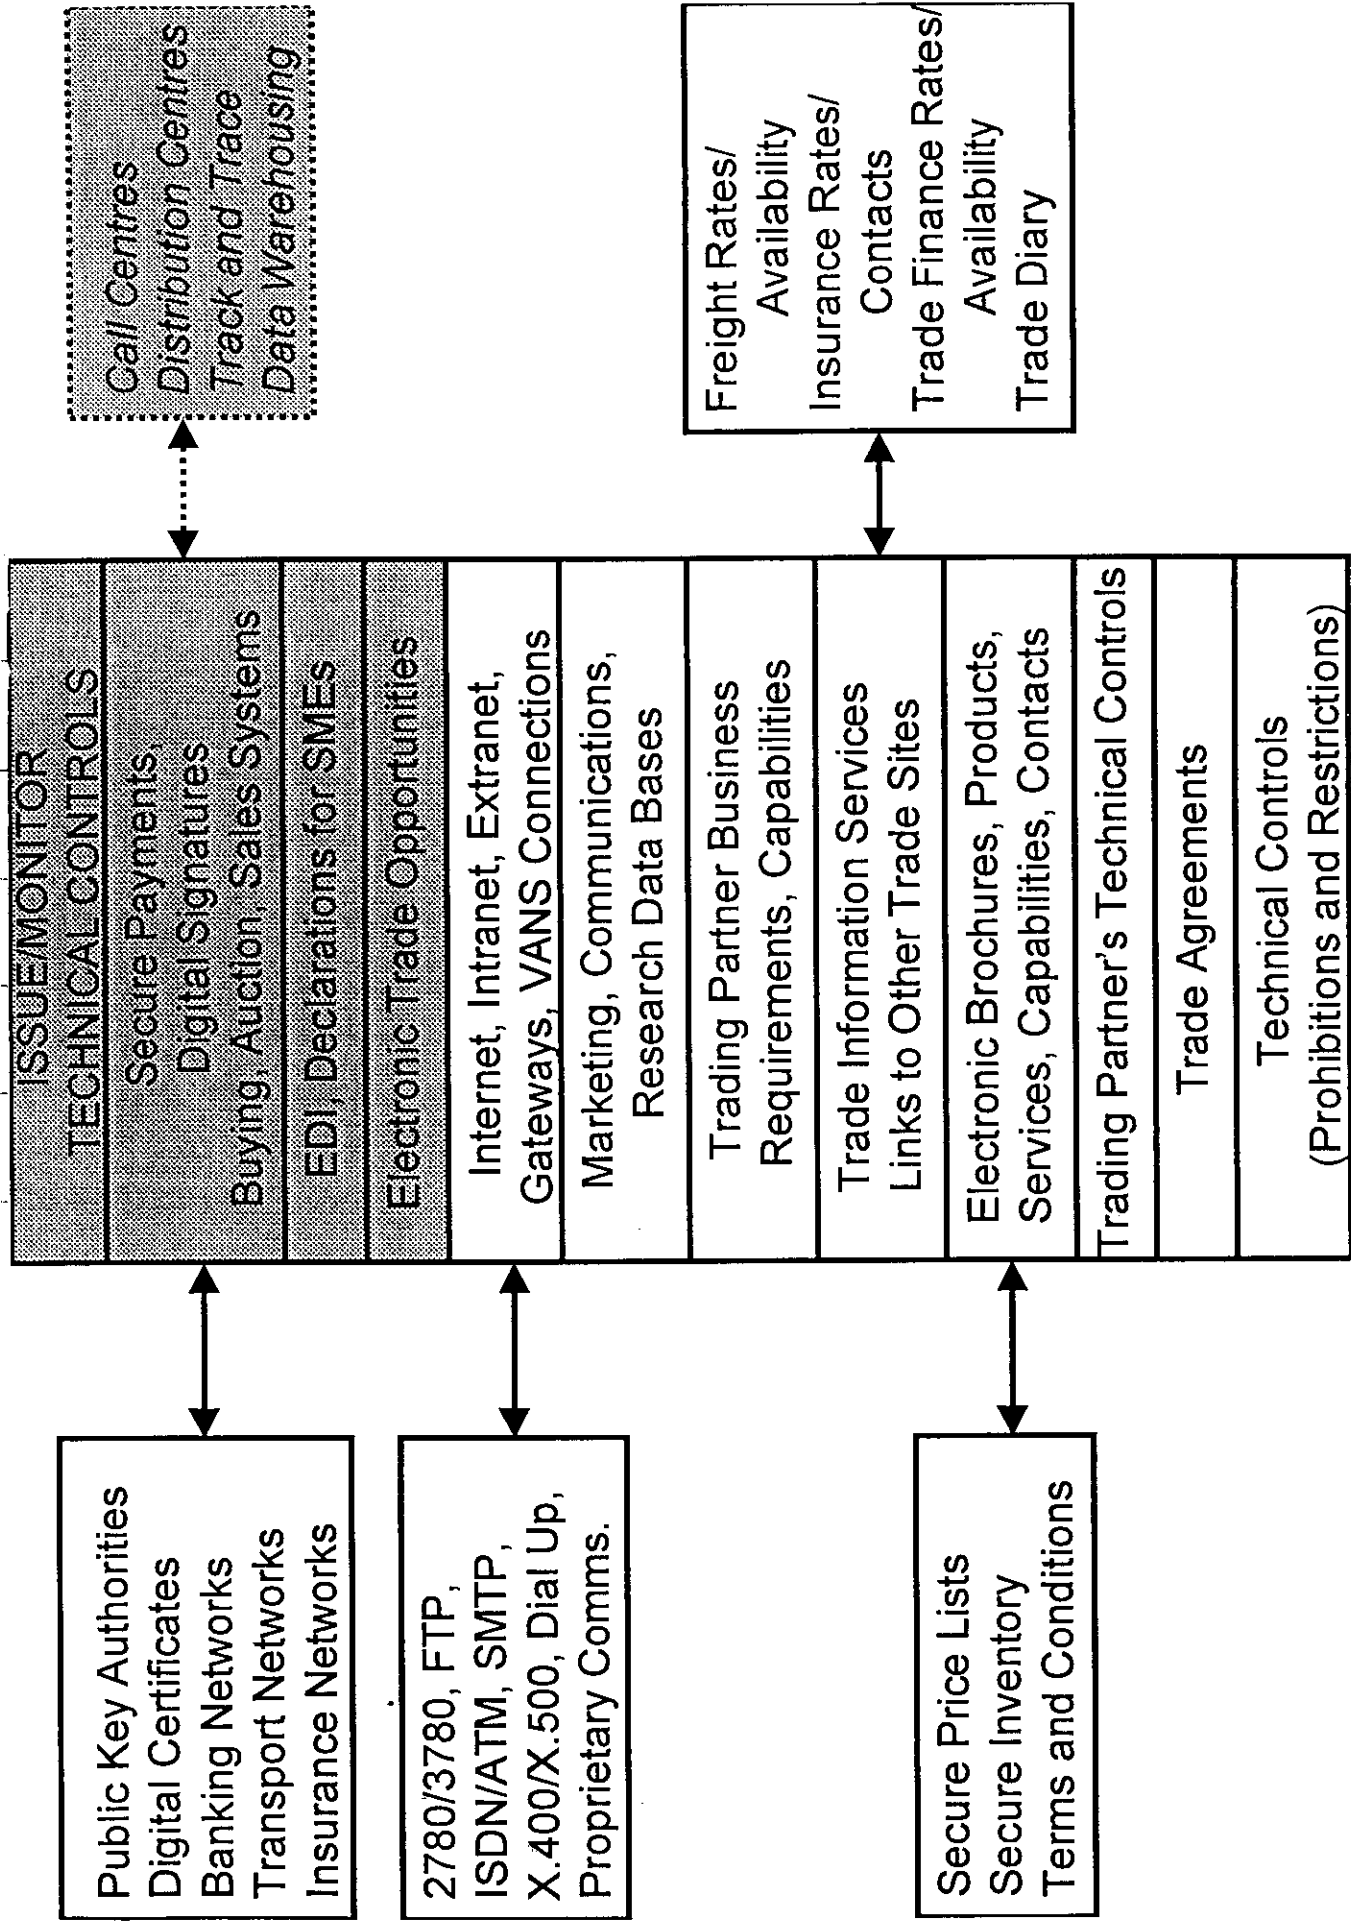 Public Key Authorities
Digital Certificates
Banking Networks
Transport Networks
Insurance Networks
2780/3780, FTP,
ISDN/ATM, SMTP,
X.400/X.500, Dial Up,
Proprietary Comms.
Secure Price Lists
Secure Inventory
Terms and Conditions
ISSUE/MONITOR
TECHNICAL CONTROLS
Secure Payments,
Digital Signatures
Buying, Auction, Sales Systems
EDI, Declarations for SMEs
Electronic Trade Opportunities
Internet, Intranet, Extranet,
Gateways, VANS Connections
Marketing, Communications,
Research Data Bases
Trading Partner Business
Requirements, Capabilities
Trade Information Services
Links to Other Trade Sites
Electronic Brochures, Products,
Services, Capabilities, Contacts
Trading Partner's Technical Controls
Trade Agreements
Technical Controls
(Prohibitions and Restrictions)
Call Centres
Distribution Centres
Track and Trace
Data Warehousing
Freight Rates/
Availability
Insurance Rates/
Contacts
Trade Finance Rates/
Availability
Trade Diary